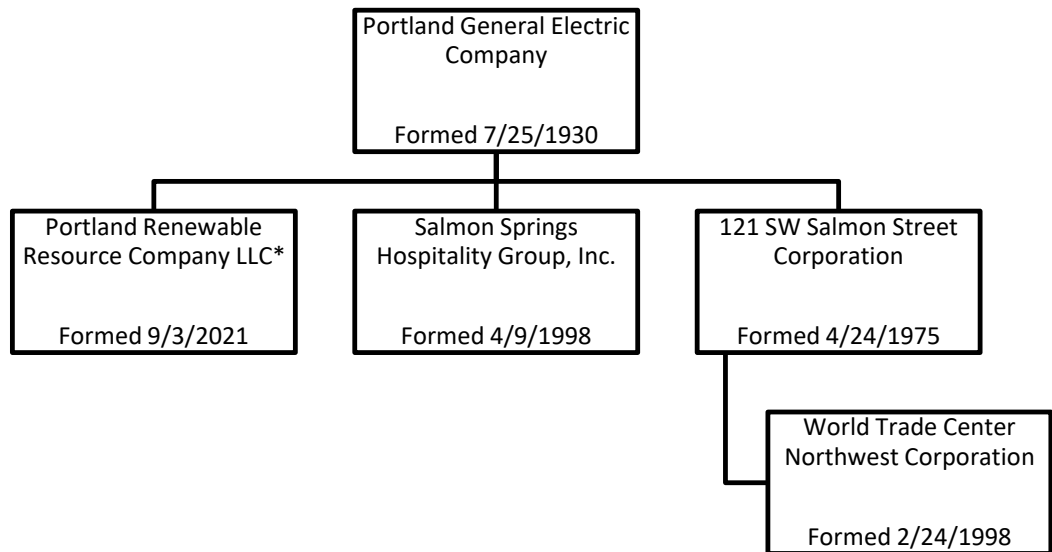 Portland General Electric
Company
Formed 7/25/1930
Portland Renewable
Resource Company LLC*
Formed 9/3/2021
Salmon Springs
Hospitality Group, Inc.
Formed 4/9/1998
121 SW Salmon Street
Corporation
Formed 4/24/1975
World Trade Center
Northwest Corporation
Formed 2/24/1998